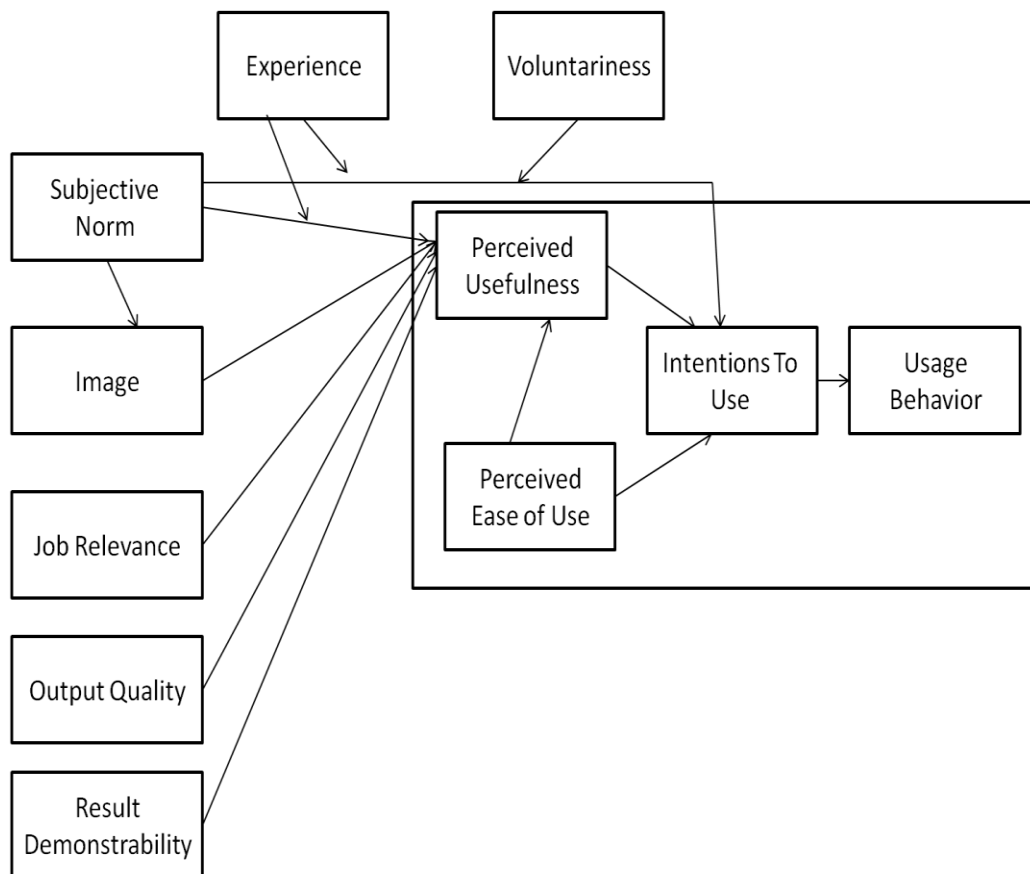 Experience
Voluntariness
Subjective
Norm
Perceived
Usefulness
Image
Intentions To
Use
Usage
Behavior
Perceived
Ease of Use
Job Relevance
Output Quality
Result
Demonstrability